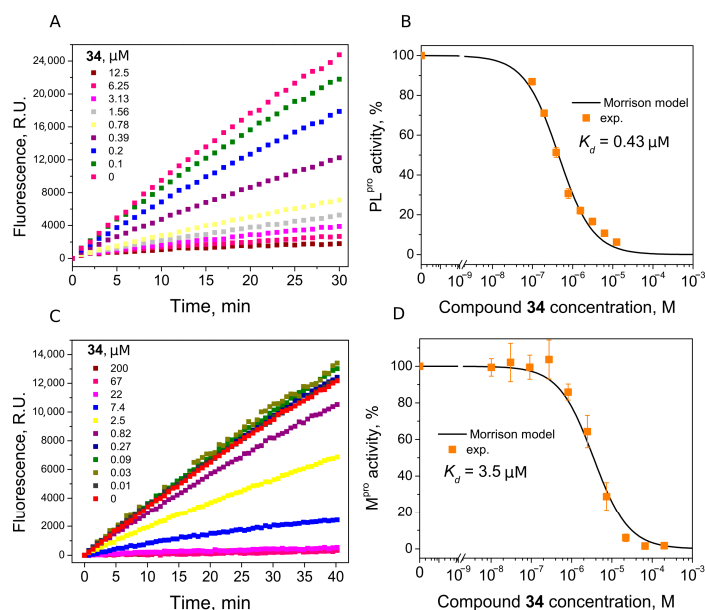 A
34, μM
12.5
6.25
3.13
1.56
0.78
0.39
0.2
0.1
0
24,000
20,000
16,000
12,000
8000
4000
0
Fluorescence, R.U.
0 5 10 15 20 25 30
Time, min
B
Morrison model
exp.
Kd = 0.43 μM
100
80
60
40
20
0
PLpro activity, %
0 10⁻⁹ 10⁻⁸ 10⁻⁷ 10⁻⁶ 10⁻⁵ 10⁻⁴ 10⁻³
Compound 34 concentration, M
C
34, μM
200
67
22
7.4
2.5
0.82
0.27
0.09
0.03
0.01
0
14,000
12,000
10,000
8000
6000
4000
2000
0
Fluorescence, R.U.
0 5 10 15 20 25 30 35 40
Time, min
D
Morrison model
exp.
Kd = 3.5 μM
100
80
60
40
20
0
Mpro activity, %
0 10⁻⁹ 10⁻⁸ 10⁻⁷ 10⁻⁶ 10⁻⁵ 10⁻⁴ 10⁻³
Compound 34 concentration, M